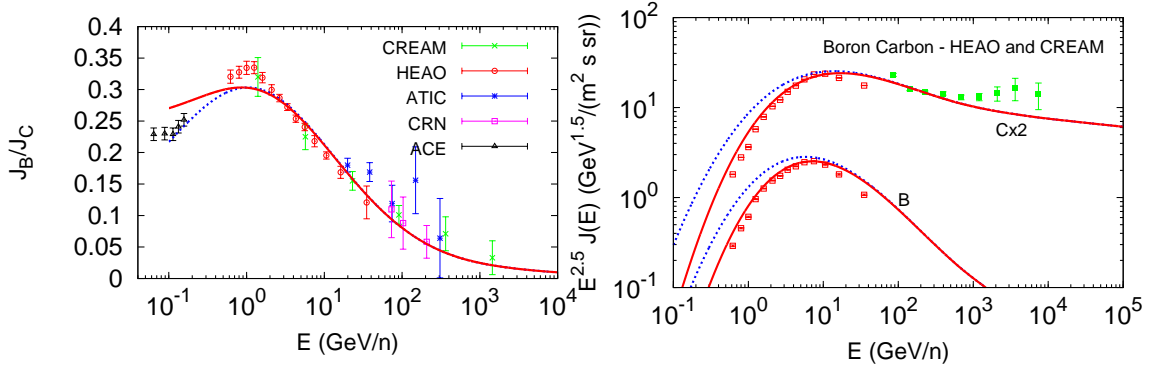 J_B/J_C
0.4
0.35
0.3
0.25
0.2
0.15
0.1
0.05
0
CREAM
HEAO
ATIC
CRN
ACE
10^-1 10^0 10^1 10^2 10^3 10^4
E (GeV/n)
E^2.5 J(E) (GeV^1.5/(m^2 s sr)
10^2
10^1
10^0
10^-1
Boron Carbon - HEAO and CREAM
Cx2
B
10^-1 10^0 10^1 10^2 10^3 10^4 10^5
E (GeV/n)